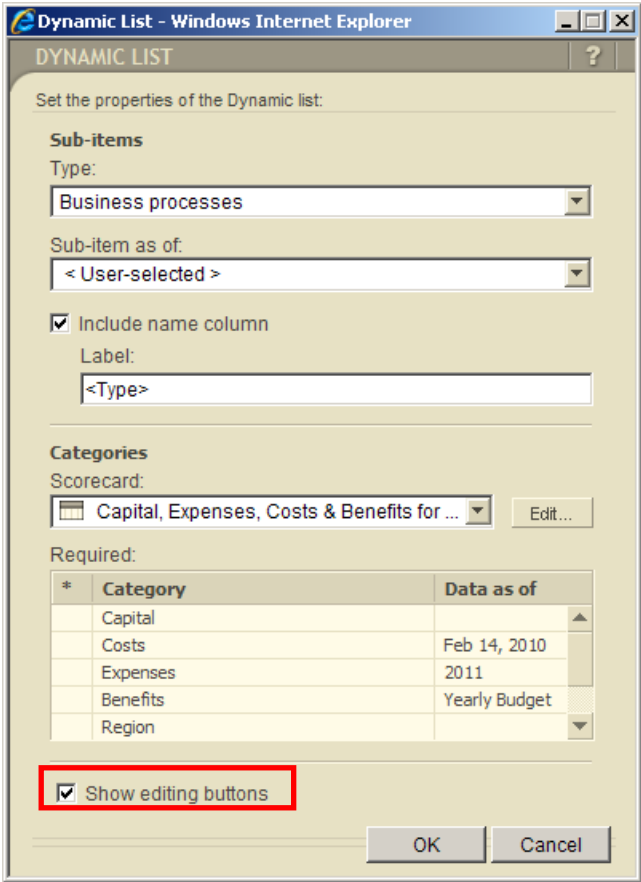 Dynamic List - Windows Internet Explorer
DYNAMIC LIST ?
Set the properties of the Dynamic list:
Sub-items
Type:
Business processes
Sub-item as of:
< User-selected >
Include name column
Label:
<Type>
Categories
Scorecard:
Capital, Expenses, Costs & Benefits for ... Edit...
Required:
* Category Data as of
Capital
Costs Feb 14, 2010
Expenses 2011
Benefits Yearly Budget
Region
Show editing buttons
OK Cancel